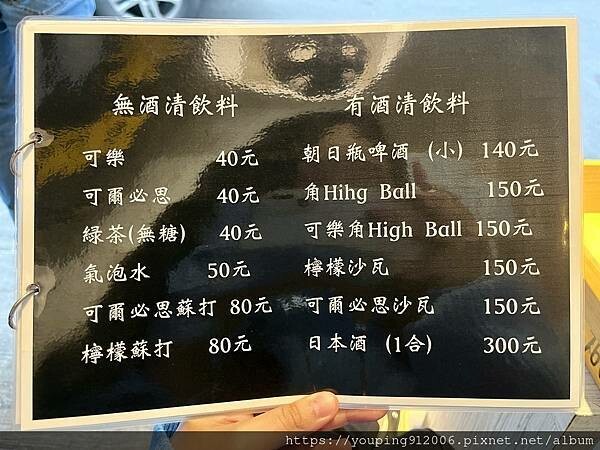 無酒清飲料
可樂 40元
可爾必思 40元
綠茶(無糖) 40元
氣泡水 50元
可爾必思蘇打 80元
檸檬蘇打 80元
有酒清飲料
朝日瓶啤酒 (小) 140元
角Hihg Ball 150元
可樂角High Ball 150元
檸檬沙瓦 150元
可爾必思沙瓦 150元
日本酒 (1合) 300元
https://youping912006.pixnet.net/album